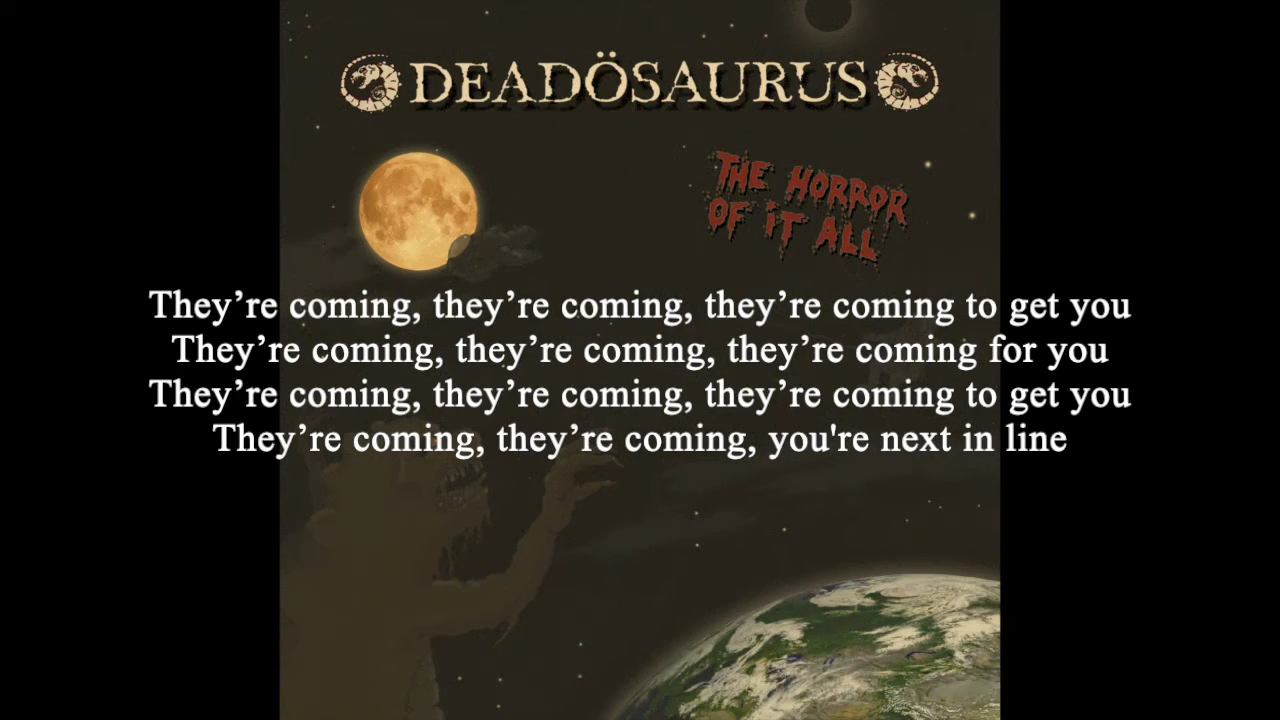 DEADÖSAURUS
THE HORROR
OF iT ALL
They’re coming, they’re coming, they’re coming to get you
They’re coming, they’re coming, they’re coming for you
They’re coming, they’re coming, they’re coming to get you
They’re coming, they’re coming, you're next in line